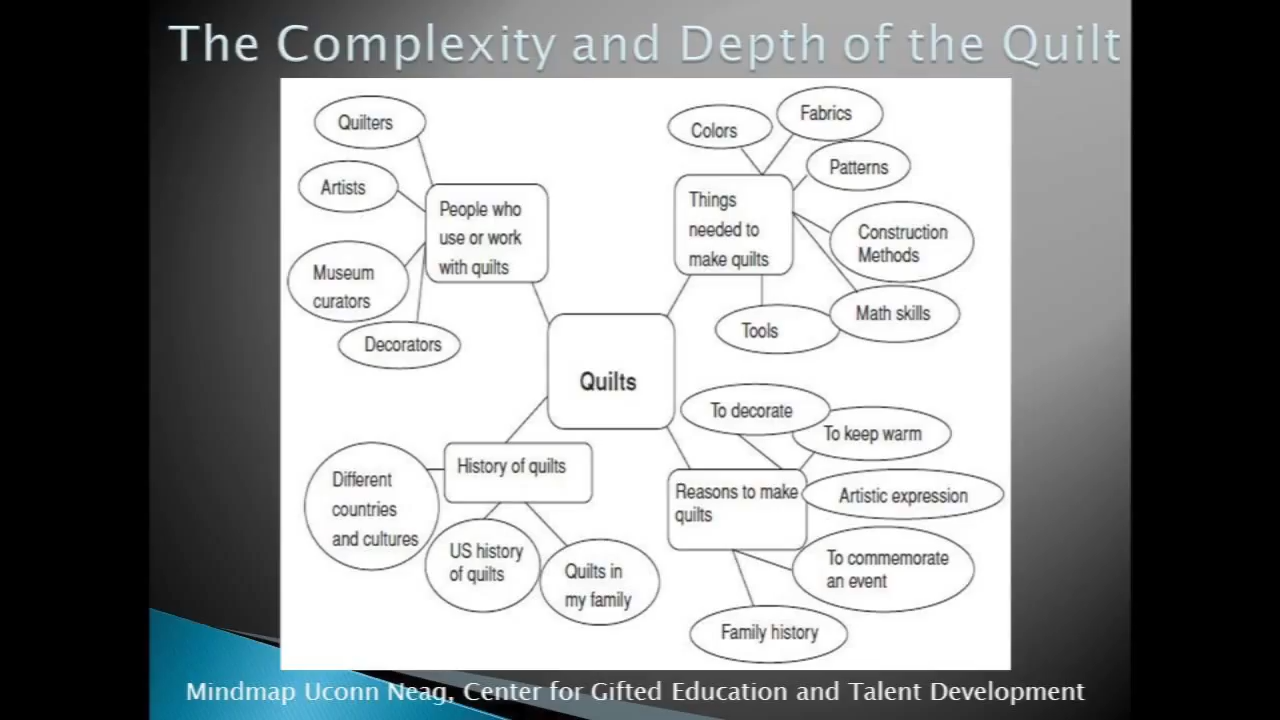 The Complexity and Depth of the Quilt
Quilters
Artists
Museum
curators
Decorators
People who
use or work
with quilts
Colors
Fabrics
Patterns
Construction
Methods
Math skills
Tools
Things
needed to
make quilts
Quilts
History of quilts
Different
countries
and cultures
US history
of quilts
Quilts in
my family
Reasons to make
quilts
To decorate
To keep warm
Artistic expression
To commemorate
an event
Family history
Mindmap Uconn Neag, Center for Gifted Education and Talent Development